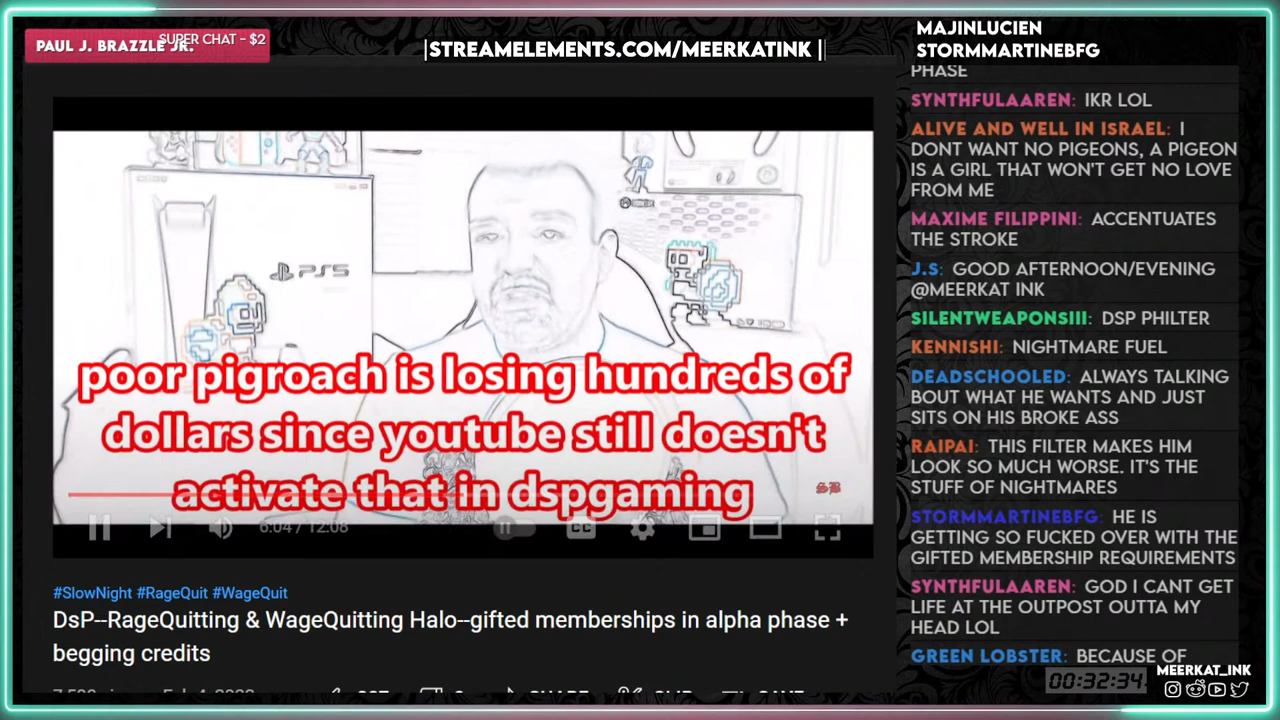 PAUL J. BRAZZLE JR.
SUPER CHAT - $2
|STREAMELEMENTS.COM/MEERKATINK ||
MAJINLUCIEN
STORMMARTINEBFG
PHASE
SYNTHFULAAREN: IKR LOL
ALIVE AND WELL IN ISRAEL: I
DONT WANT NO PIGEONS, A PIGEON
IS A GIRL THAT WON'T GET NO LOVE
FROM ME
MAXIME FILIPPINI: ACCENTUATES
THE STROKE
J.S: GOOD AFTERNOON/EVENING
@MEERKAT INK
SILENTWEAPONSIII: DSP PHILTER
KENNISHI: NIGHTMARE FUEL
DEADSCHOOLED: ALWAYS TALKING
BOUT WHAT HE WANTS AND JUST
SITS ON HIS BROKE ASS
RAIPAI: THIS FILTER MAKES HIM
LOOK SO MUCH WORSE. IT'S THE
STUFF OF NIGHTMARES
STORMMARTINEBFG: HE IS
GETTING SO FUCKED OVER WITH THE
GIFTED MEMBERSHIP REQUIREMENTS
SYNTHFULAAREN: GOD I CANT GET
LIFE AT THE OUTPOST OUTTA MY
HEAD LOL
GREEN LOBSTER: BECAUSE OF
PS5
poor pigroach is losing hundreds of
dollars since youtube still doesn't
activate that in dspgaming
SB
6:04 / 12:08
CC
#SlowNight #RageQuit #WageQuit
DsP--RageQuitting & WageQuitting Halo--gifted memberships in alpha phase +
begging credits
00:32:34
MEERKAT_INK